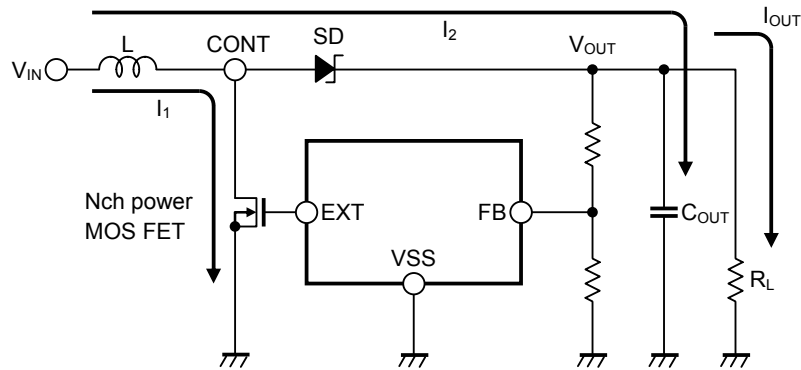 I2
IOUT
L
CONT
SD
VOUT
VIN
I1
Nch power
MOS FET
EXT
FB
VSS
COUT
RL